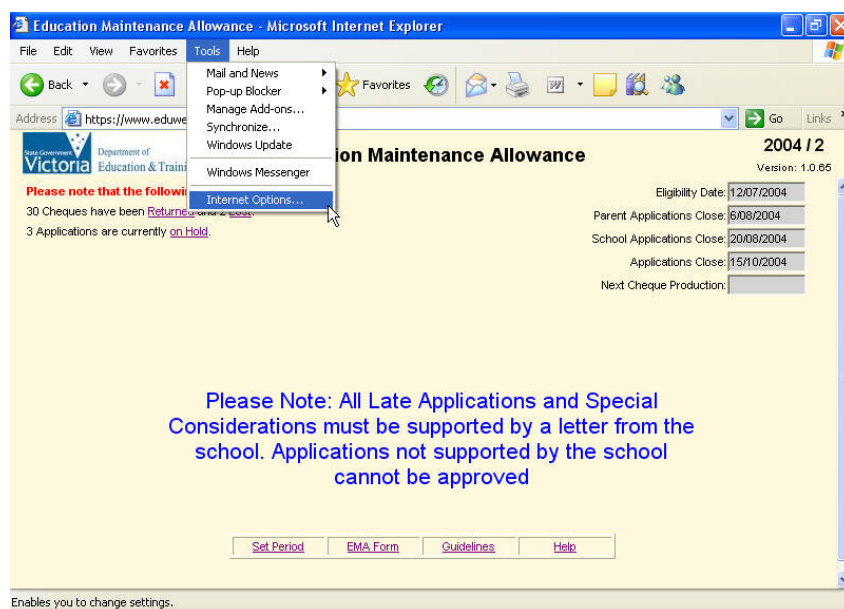 Education Maintenance Allowance - Microsoft Internet Explorer
File Edit View Favorites Tools Help
Back Favorites
Mail and News
Pop-up Blocker
Manage Add-ons...
Synchronize...
Windows Update
Windows Messenger
Internet Options...
Address https://www.eduwe Go Links
State Government Victoria Department of
Education & Traini
ion Maintenance Allowance
2004 / 2
Version: 1.0.65
Please note that the followi
30 Cheques have been Returned and 2 Lost.
3 Applications are currently on Hold.
Eligibility Date: 12/07/2004
Parent Applications Close: 6/08/2004
School Applications Close: 20/08/2004
Applications Close: 15/10/2004
Next Cheque Production:
Please Note: All Late Applications and Special
Considerations must be supported by a letter from the
school. Applications not supported by the school
cannot be approved
Set Period EMA Form Guidelines Help
Enables you to change settings.